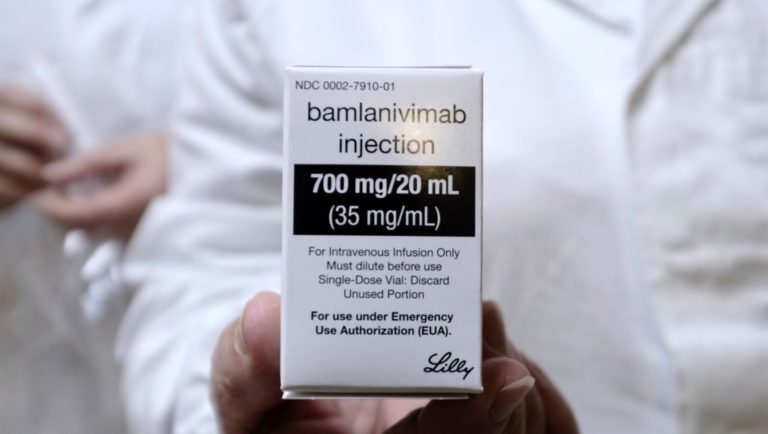 NDC 0002-7910-01
bamlanivimab
injection
700 mg/20 mL
(35 mg/mL)
For Intravenous Infusion Only
Must dilute before use
Single-Dose Vial: Discard
Unused Portion
For use under Emergency
Use Authorization (EUA).
Lilly